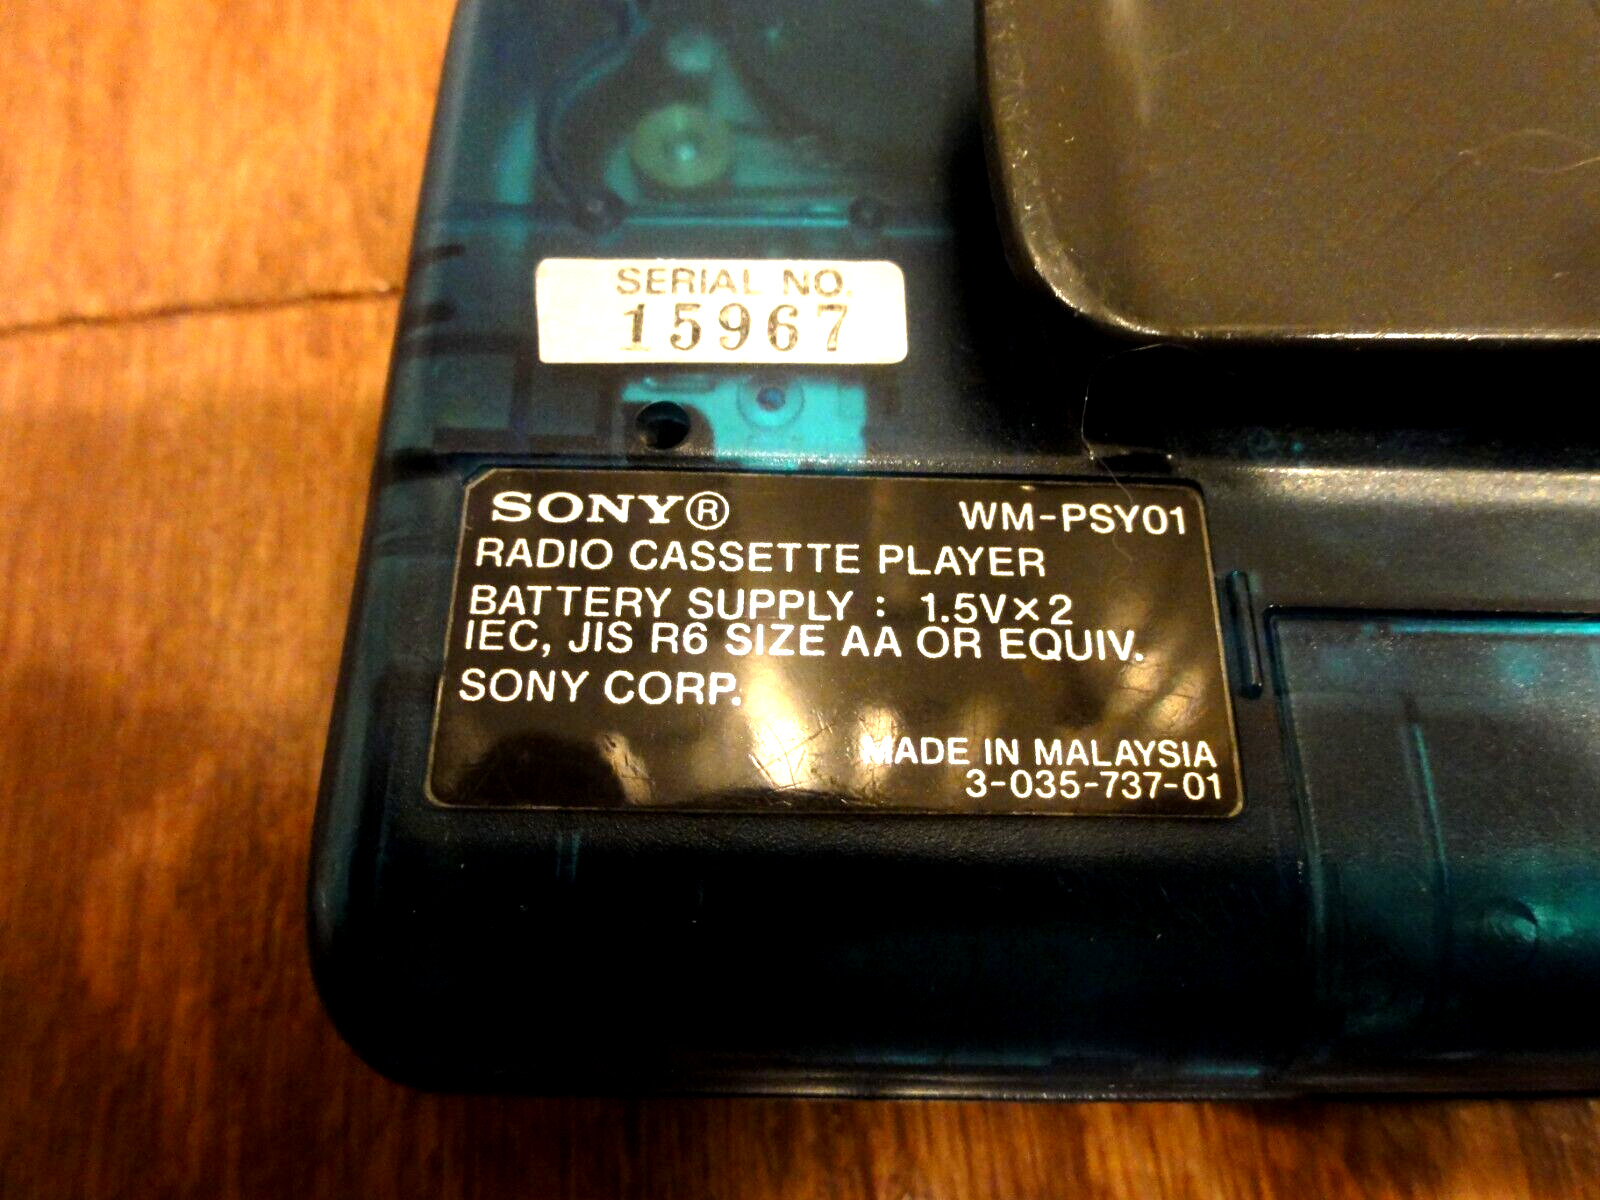 SERIAL NO.
15967
SONY® WM-PSY01
RADIO CASSETTE PLAYER
BATTERY SUPPLY : 1.5V×2
IEC, JIS R6 SIZE AA OR EQUIV.
SONY CORP.
MADE IN MALAYSIA
3-035-737-01